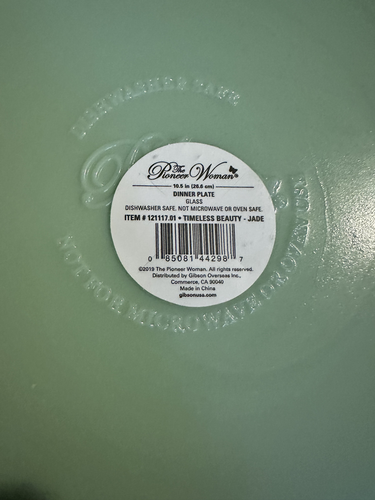 DISHWASHER SAFE
The
Pioneer Woman
10.5 in (26.6 cm)
DINNER PLATE
GLASS
DISHWASHER SAFE. NOT MICROWAVE OR OVEN SAFE.
ITEM # 121117.01 • TIMELESS BEAUTY - JADE
0 85081 44298 7
©2019 The Pioneer Woman. All rights reserved.
Distributed by Gibson Overseas Inc.,
Commerce, CA 90040
Made in China
gibsonusa.com
NOT FOR MICROWAVE OR OVEN USE